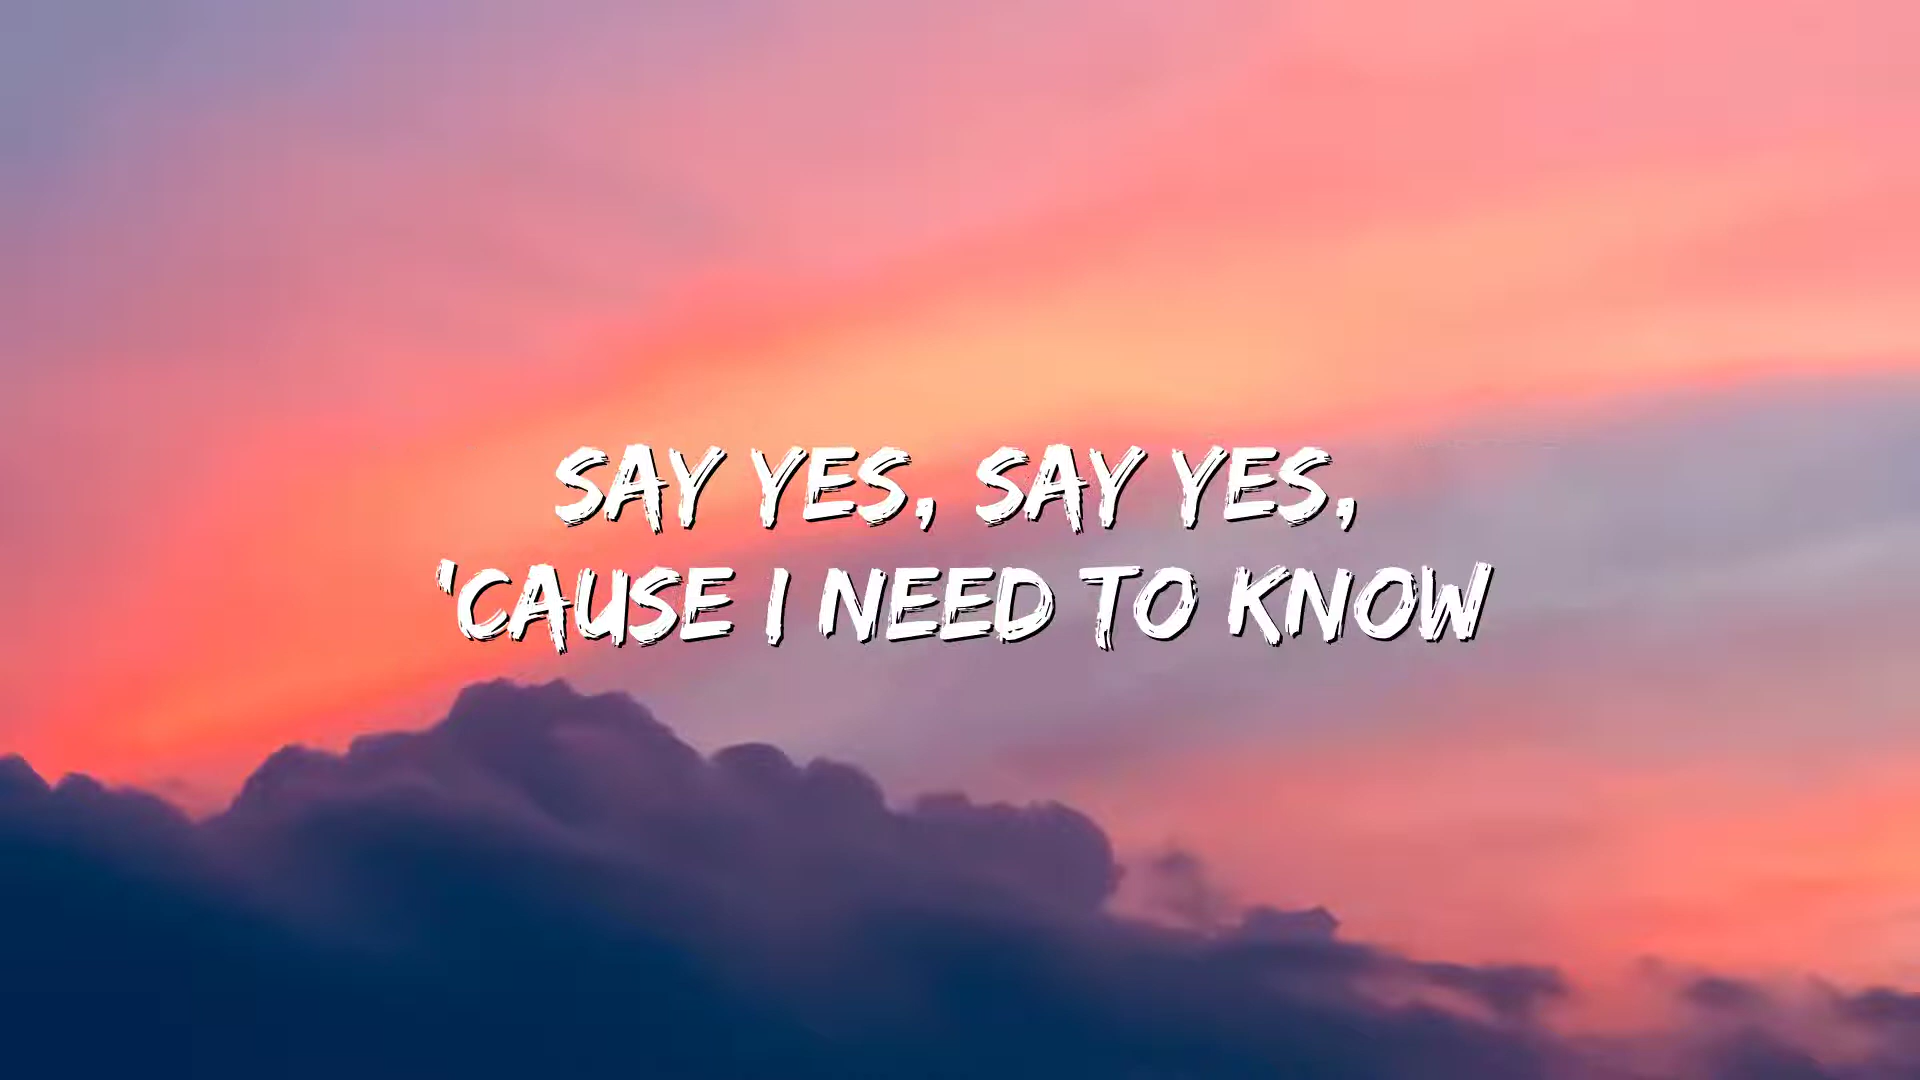 SAY YES, SAY YES,
'CAUSE I NEED TO KNOW